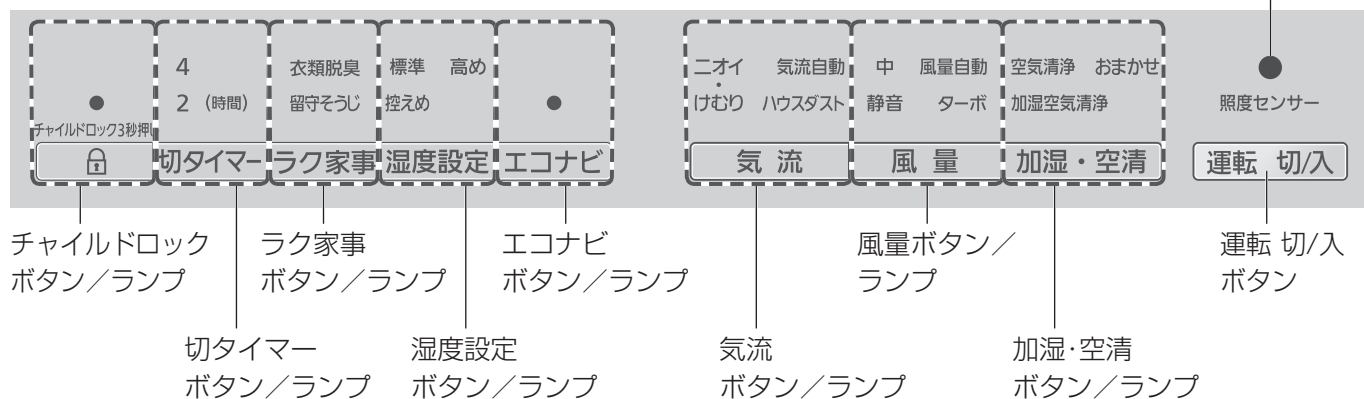 4
2 (時間)
衣類脱臭
留守そうじ
標準 高め
控えめ
ニオイ・けむり
気流自動
ハウスダスト
中 風量自動
静音 ターボ
空気清浄 おまかせ
加湿空気清浄
照度センサー
チャイルドロック3秒押し
切タイマー ラク家事 湿度設定 エコナビ 気流 風量 加湿・空清 運転 切/入
チャイルドロック
ボタン/ランプ
ラク家事
ボタン/ランプ
エコナビ
ボタン/ランプ
風量ボタン/
ランプ
運転 切/入
ボタン
切タイマー
ボタン/ランプ
湿度設定
ボタン/ランプ
気流
ボタン/ランプ
加湿・空清
ボタン/ランプ